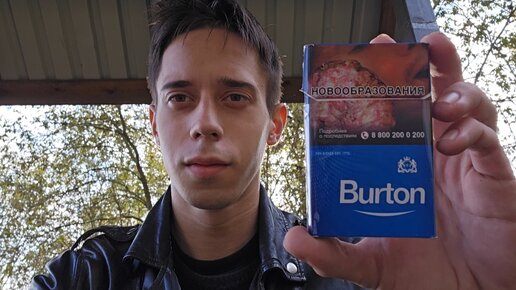 НОВООБРАЗОВАНИЯ
Подробнее
о последствиях
8 800 200 0 200
Burton